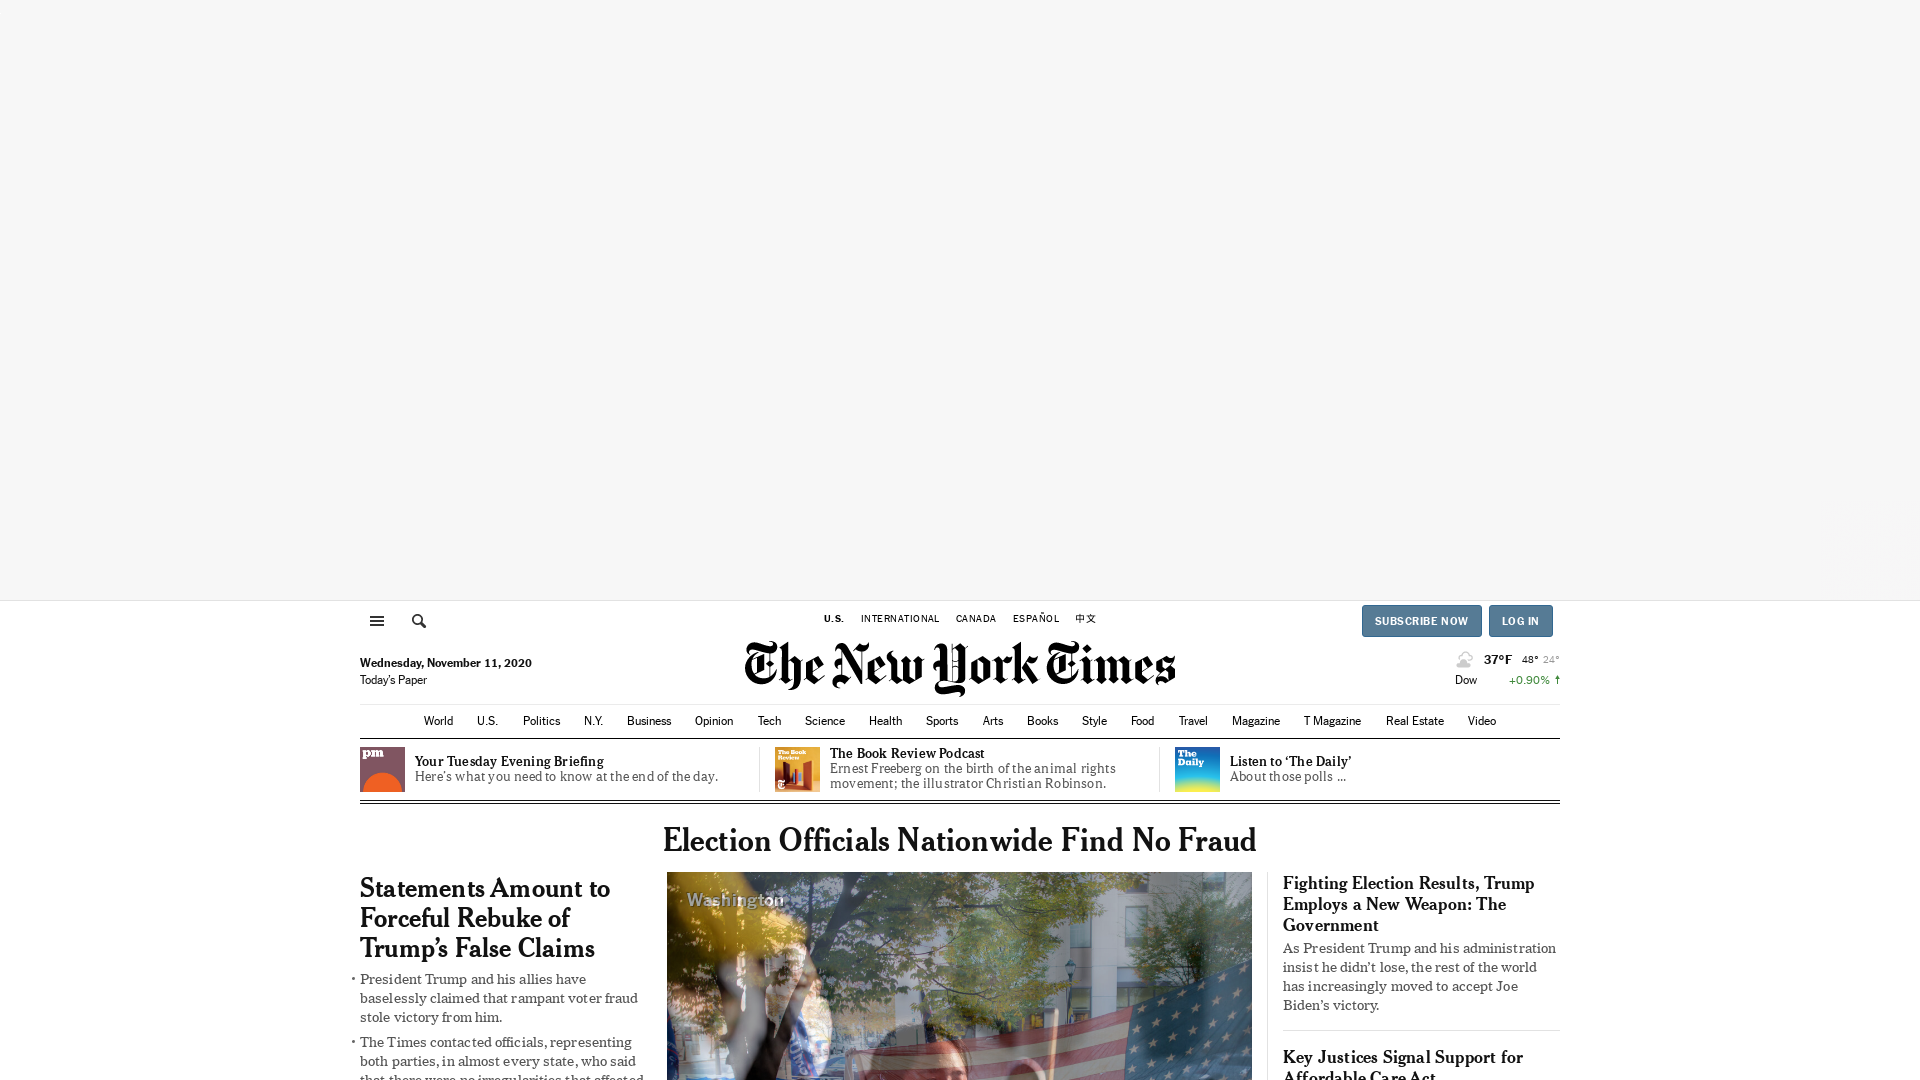 U.S. INTERNATIONAL CANADA ESPAÑOL 中文
SUBSCRIBE NOW LOG IN
Wednesday, November 11, 2020
Today's Paper
The New York Times
37°F 48° 24°
Dow +0.90% ↑
World U.S. Politics N.Y. Business Opinion Tech Science Health Sports Arts Books Style Food Travel Magazine T Magazine Real Estate Video
pm
Your Tuesday Evening Briefing
Here's what you need to know at the end of the day.
The Book
Review
The Book Review Podcast
Ernest Freeberg on the birth of the animal rights
movement; the illustrator Christian Robinson.
The
Daily
Listen to ‘The Daily’
About those polls ...
Election Officials Nationwide Find No Fraud
Statements Amount to
Forceful Rebuke of
Trump’s False Claims
• President Trump and his allies have
baselessly claimed that rampant voter fraud
stole victory from him.
• The Times contacted officials, representing
both parties, in almost every state, who said
that there were no irregularities that affected
Washington
Fighting Election Results, Trump
Employs a New Weapon: The
Government
As President Trump and his administration
insist he didn’t lose, the rest of the world
has increasingly moved to accept Joe
Biden’s victory.
Key Justices Signal Support for
Affordable Care Act